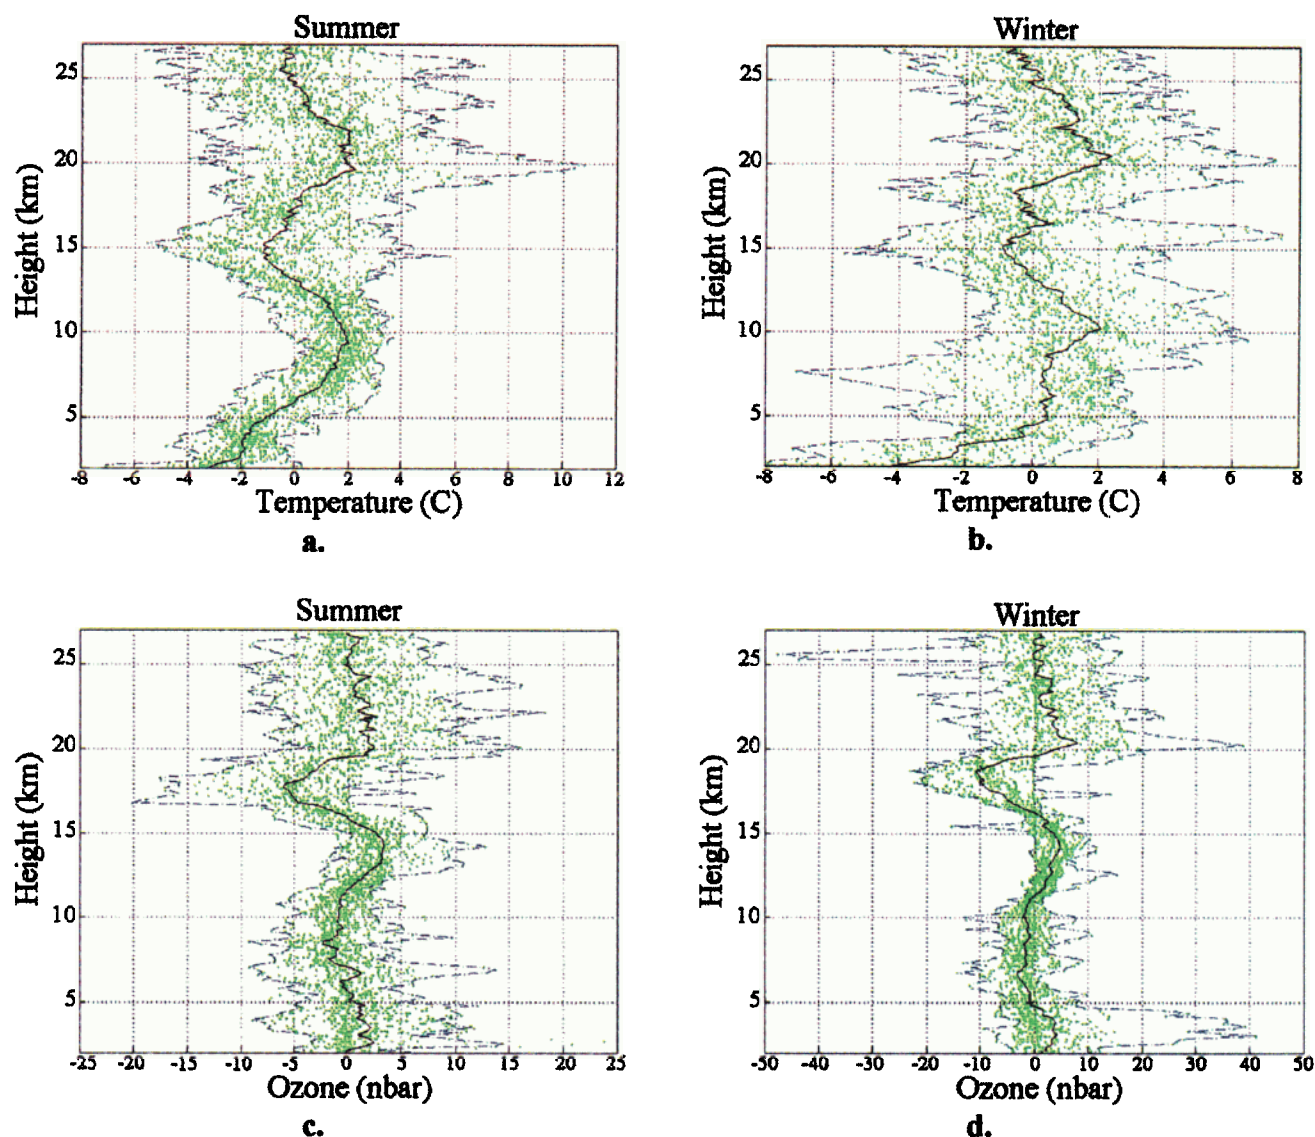 Summer
25
20
15
10
5
Height (km)
-8 -6 -4 -2 0 2 4 6 8 10 12
Temperature (C)
a.
Winter
25
20
15
10
5
Height (km)
-8 -6 -4 -2 0 2 4 6 8
Temperature (C)
b.
Summer
25
20
15
10
5
Height (km)
-25 -20 -15 -10 -5 0 5 10 15 20 25
Ozone (nbar)
c.
Winter
25
20
15
10
5
Height (km)
-50 -40 -30 -20 -10 0 10 20 30 40 50
Ozone (nbar)
d.